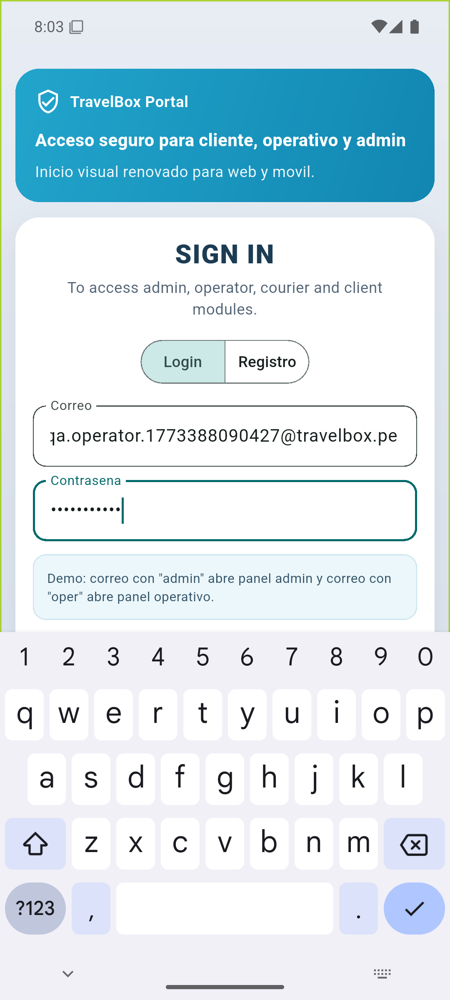 8:03
TravelBox Portal
Acceso seguro para cliente, operativo y admin
Inicio visual renovado para web y movil.
SIGN IN
To access admin, operator, courier and client
modules.
Login Registro
Correo
qa.operator.1773388090427@travelbox.pe
Contrasena
•••••••••••
Demo: correo con "admin" abre panel admin y correo con
"oper" abre panel operativo.
1 2 3 4 5 6 7 8 9 0
q w e r t y u i o p
a s d f g h j k l
z x c v b n m
?123 , .